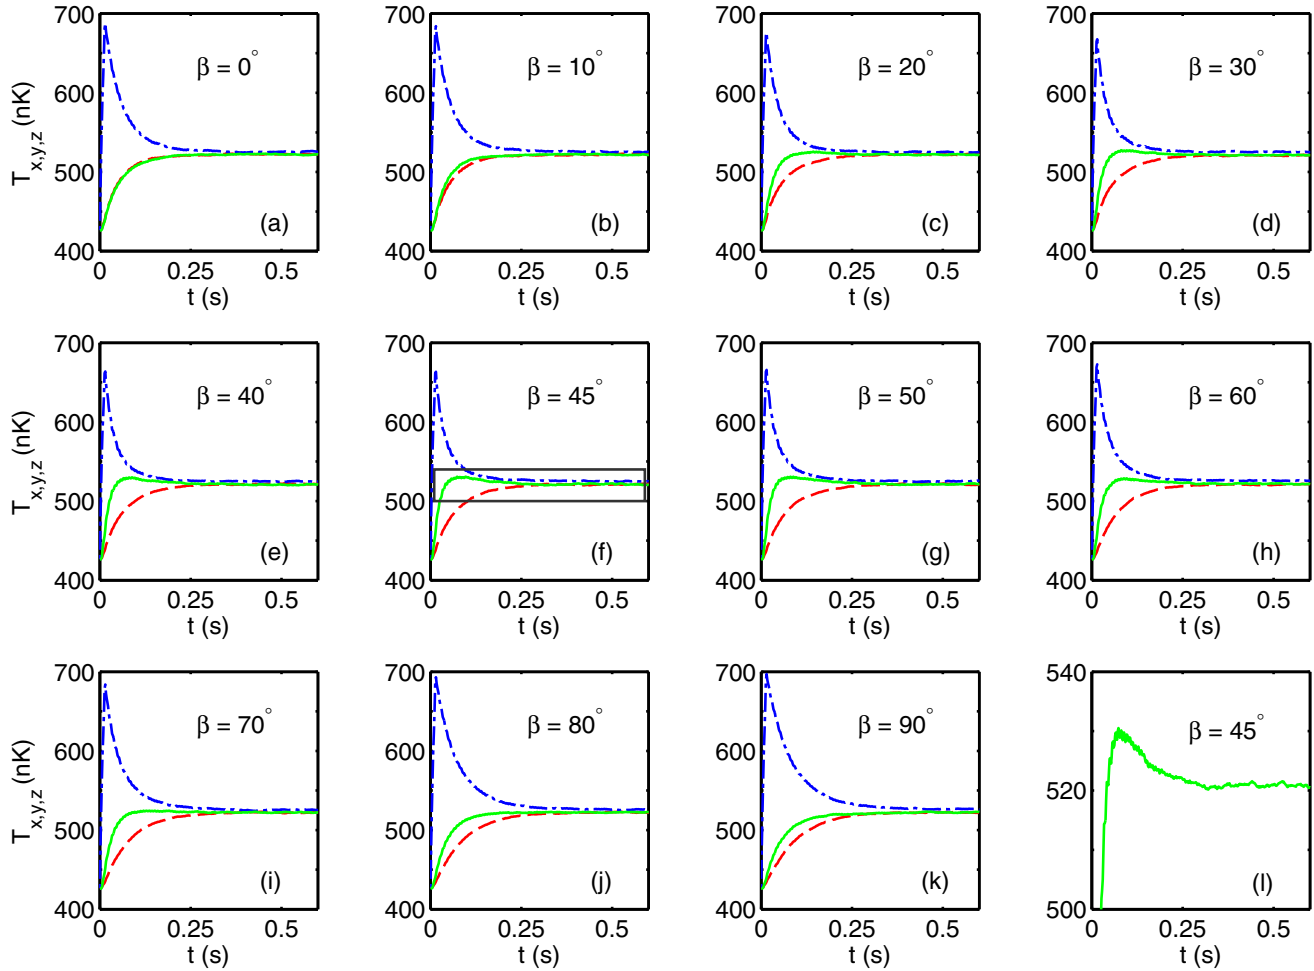 700
600
500
400
T x,y,z (nK)
β = 0°
(a)
0 0.25 0.5
t (s)
700
600
500
400
β = 10°
(b)
0 0.25 0.5
t (s)
700
600
500
400
β = 20°
(c)
0 0.25 0.5
t (s)
700
600
500
400
β = 30°
(d)
0 0.25 0.5
t (s)
700
600
500
400
T x,y,z (nK)
β = 40°
(e)
0 0.25 0.5
t (s)
700
600
500
400
β = 45°
(f)
0 0.25 0.5
t (s)
700
600
500
400
β = 50°
(g)
0 0.25 0.5
t (s)
700
600
500
400
β = 60°
(h)
0 0.25 0.5
t (s)
700
600
500
400
T x,y,z (nK)
β = 70°
(i)
0 0.25 0.5
t (s)
700
600
500
400
β = 80°
(j)
0 0.25 0.5
t (s)
700
600
500
400
β = 90°
(k)
0 0.25 0.5
t (s)
540
520
500
β = 45°
(l)
0 0.25 0.5
t (s)